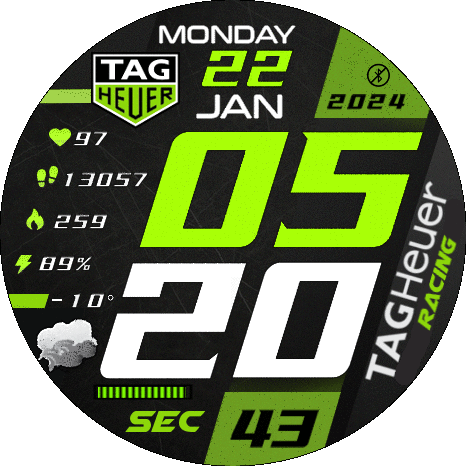 MONDAY
22
JAN
TAG
HEUER
2024
97
13057
259
89%
-10°
05
20
TAGHeuer
RACING
SEC 43